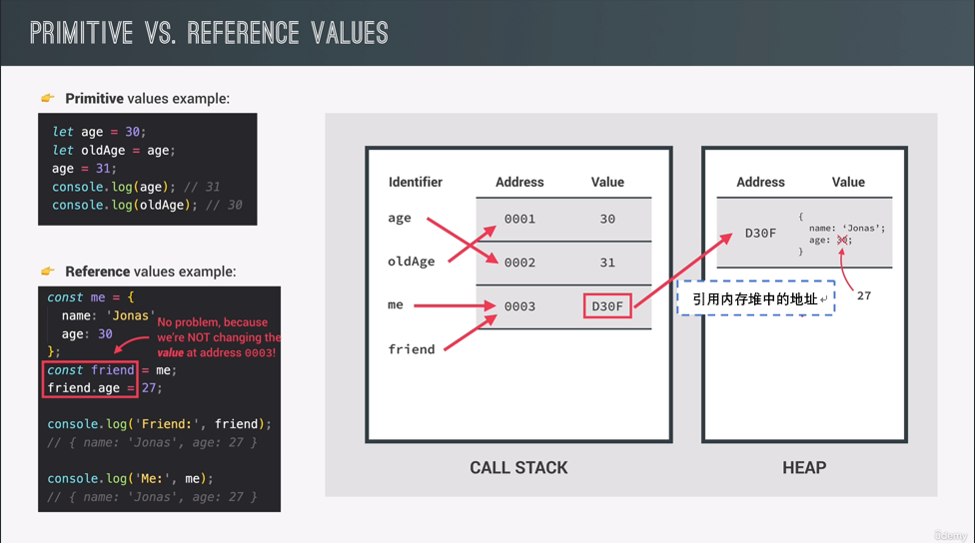 PRIMITIVE VS. REFERENCE VALUES
👉 Primitive values example:
let age = 30;
let oldAge = age;
age = 31;
console.log(age); // 31
console.log(oldAge); // 30
👉 Reference values example:
const me = {
name: 'Jonas'
age: 30
};
const friend = me;
friend.age = 27;
console.log('Friend:', friend);
// { name: 'Jonas', age: 27 }
console.log('Me:', me);
// { name: 'Jonas', age: 27 }
No problem, because
we're NOT changing the
value at address 0003!
Identifier Address Value
age 0001 30
oldAge 0002 31
me 0003 D30F
friend
CALL STACK
Address Value
D30F
{
name: 'Jonas';
age: 30;
}
27
引用内存堆中的地址
HEAP
Udemy